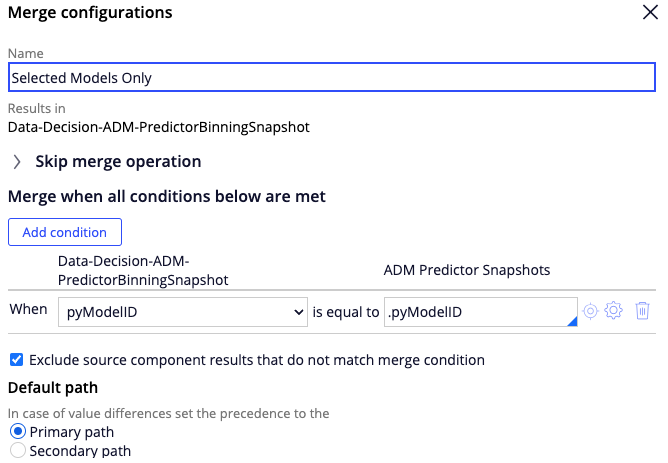 Merge configurations
Name
Selected Models Only
Results in
Data-Decision-ADM-PredictorBinningSnapshot
Skip merge operation
Merge when all conditions below are met
Add condition
Data-Decision-ADM-
PredictorBinningSnapshot
ADM Predictor Snapshots
When pyModelID is equal to .pyModelID
Exclude source component results that do not match merge condition
Default path
In case of value differences set the precedence to the
Primary path
Secondary path